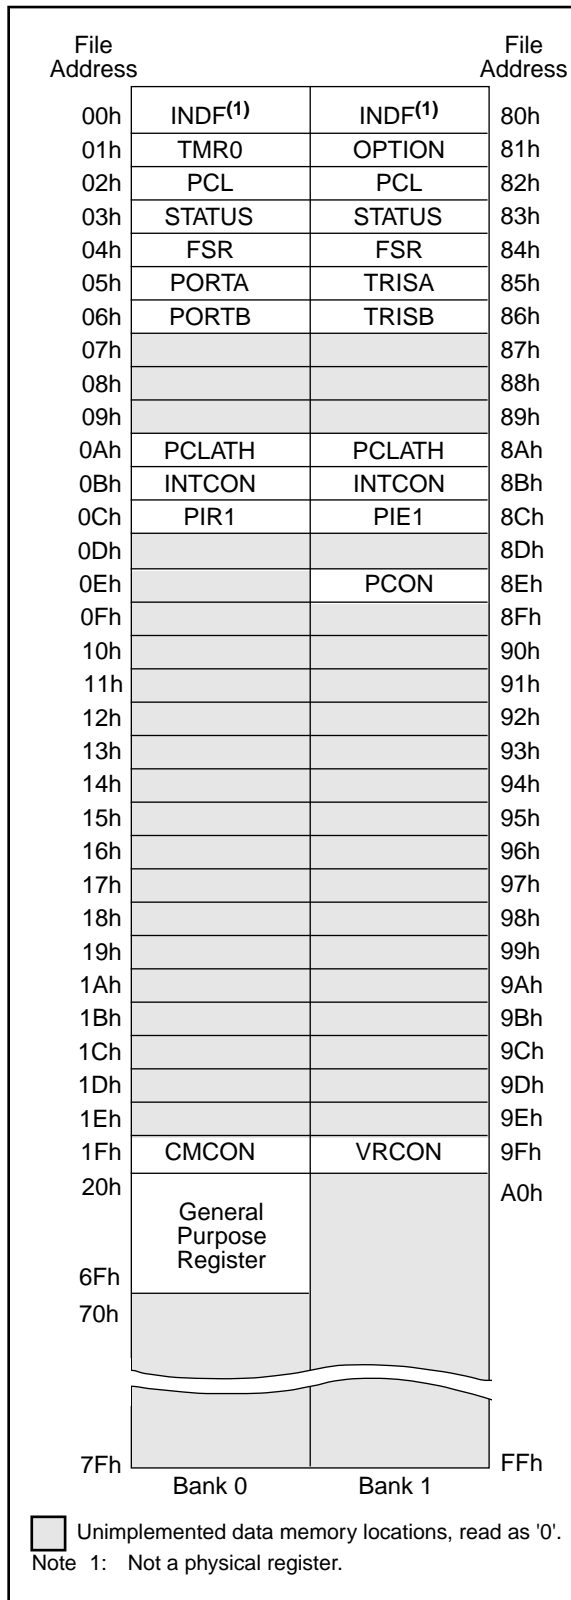 File Address File Address
00h INDF(1) INDF(1) 80h
01h TMR0 OPTION 81h
02h PCL PCL 82h
03h STATUS STATUS 83h
04h FSR FSR 84h
05h PORTA TRISA 85h
06h PORTB TRISB 86h
07h 87h
08h 88h
09h 89h
0Ah PCLATH PCLATH 8Ah
0Bh INTCON INTCON 8Bh
0Ch PIR1 PIE1 8Ch
0Dh 8Dh
0Eh PCON 8Eh
0Fh 8Fh
10h 90h
11h 91h
12h 92h
13h 93h
14h 94h
15h 95h
16h 96h
17h 97h
18h 98h
19h 99h
1Ah 9Ah
1Bh 9Bh
1Ch 9Ch
1Dh 9Dh
1Eh 9Eh
1Fh CMCON VRCON 9Fh
20h A0h
General
Purpose
Register
6Fh
70h
7Fh FFh
Bank 0 Bank 1
Unimplemented data memory locations, read as '0'.
Note 1: Not a physical register.